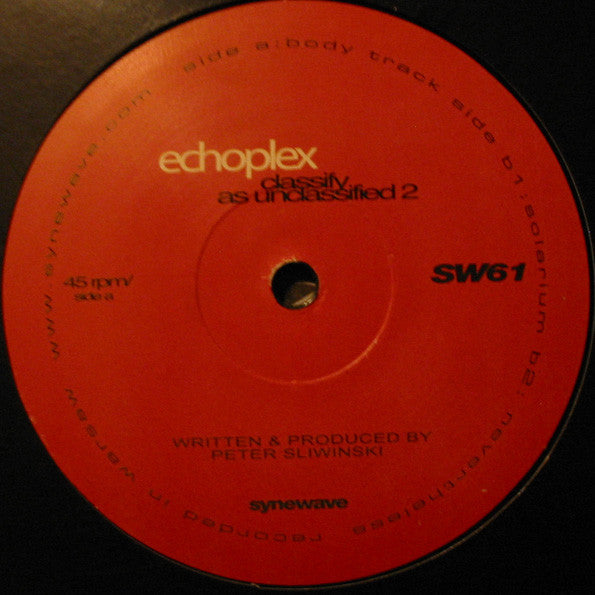 echoplex
classify
as unclassified 2
45 rpm/
side a
SW61
WRITTEN & PRODUCED BY
PETER SLIWINSKI
synewave
www.synewave.com side a:body track side b1:solarium b2:nevertheless recorded in warsaw